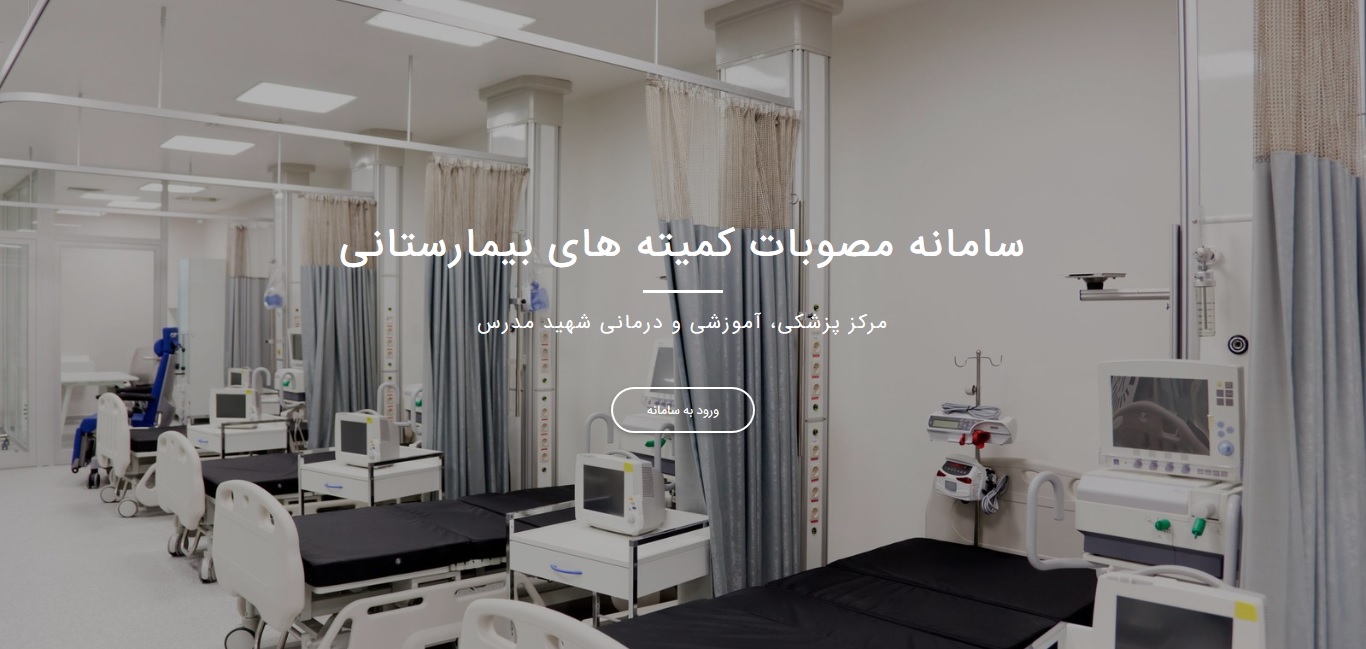 سامانه مصوبات کمیته های بیمارستانی
مرکز پزشکی، آموزشی و درمانی شهید مدرس
ورود به سامانه